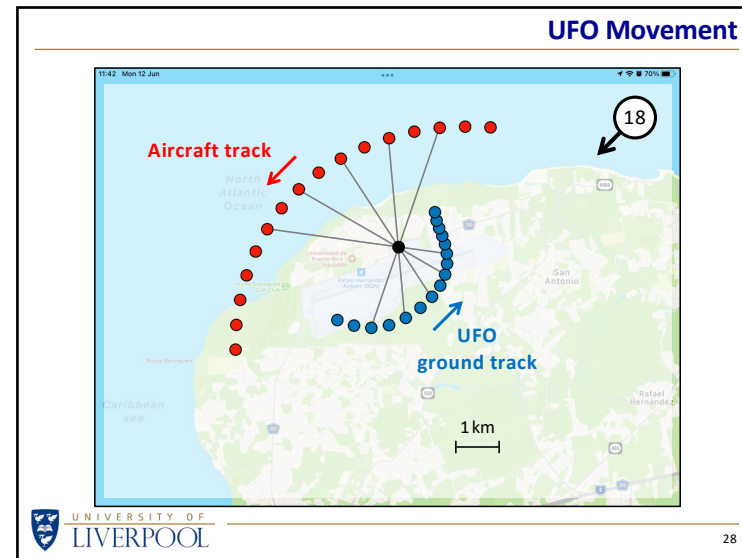 UFO Movement
11:42 Mon 12 Jun
70%
18
Aircraft track
North
Atlantic
Ocean
Universidad de
Puerto Rico
Aguadilla
Rafael Hernández
Airport (BQN)
Punta Borinquen
Golf Club
San
Antonio
UFO
ground track
Punta Borinquen
Caribbean
sea
Rafael
Hernández
1 km
UNIVERSITY OF
LIVERPOOL
28